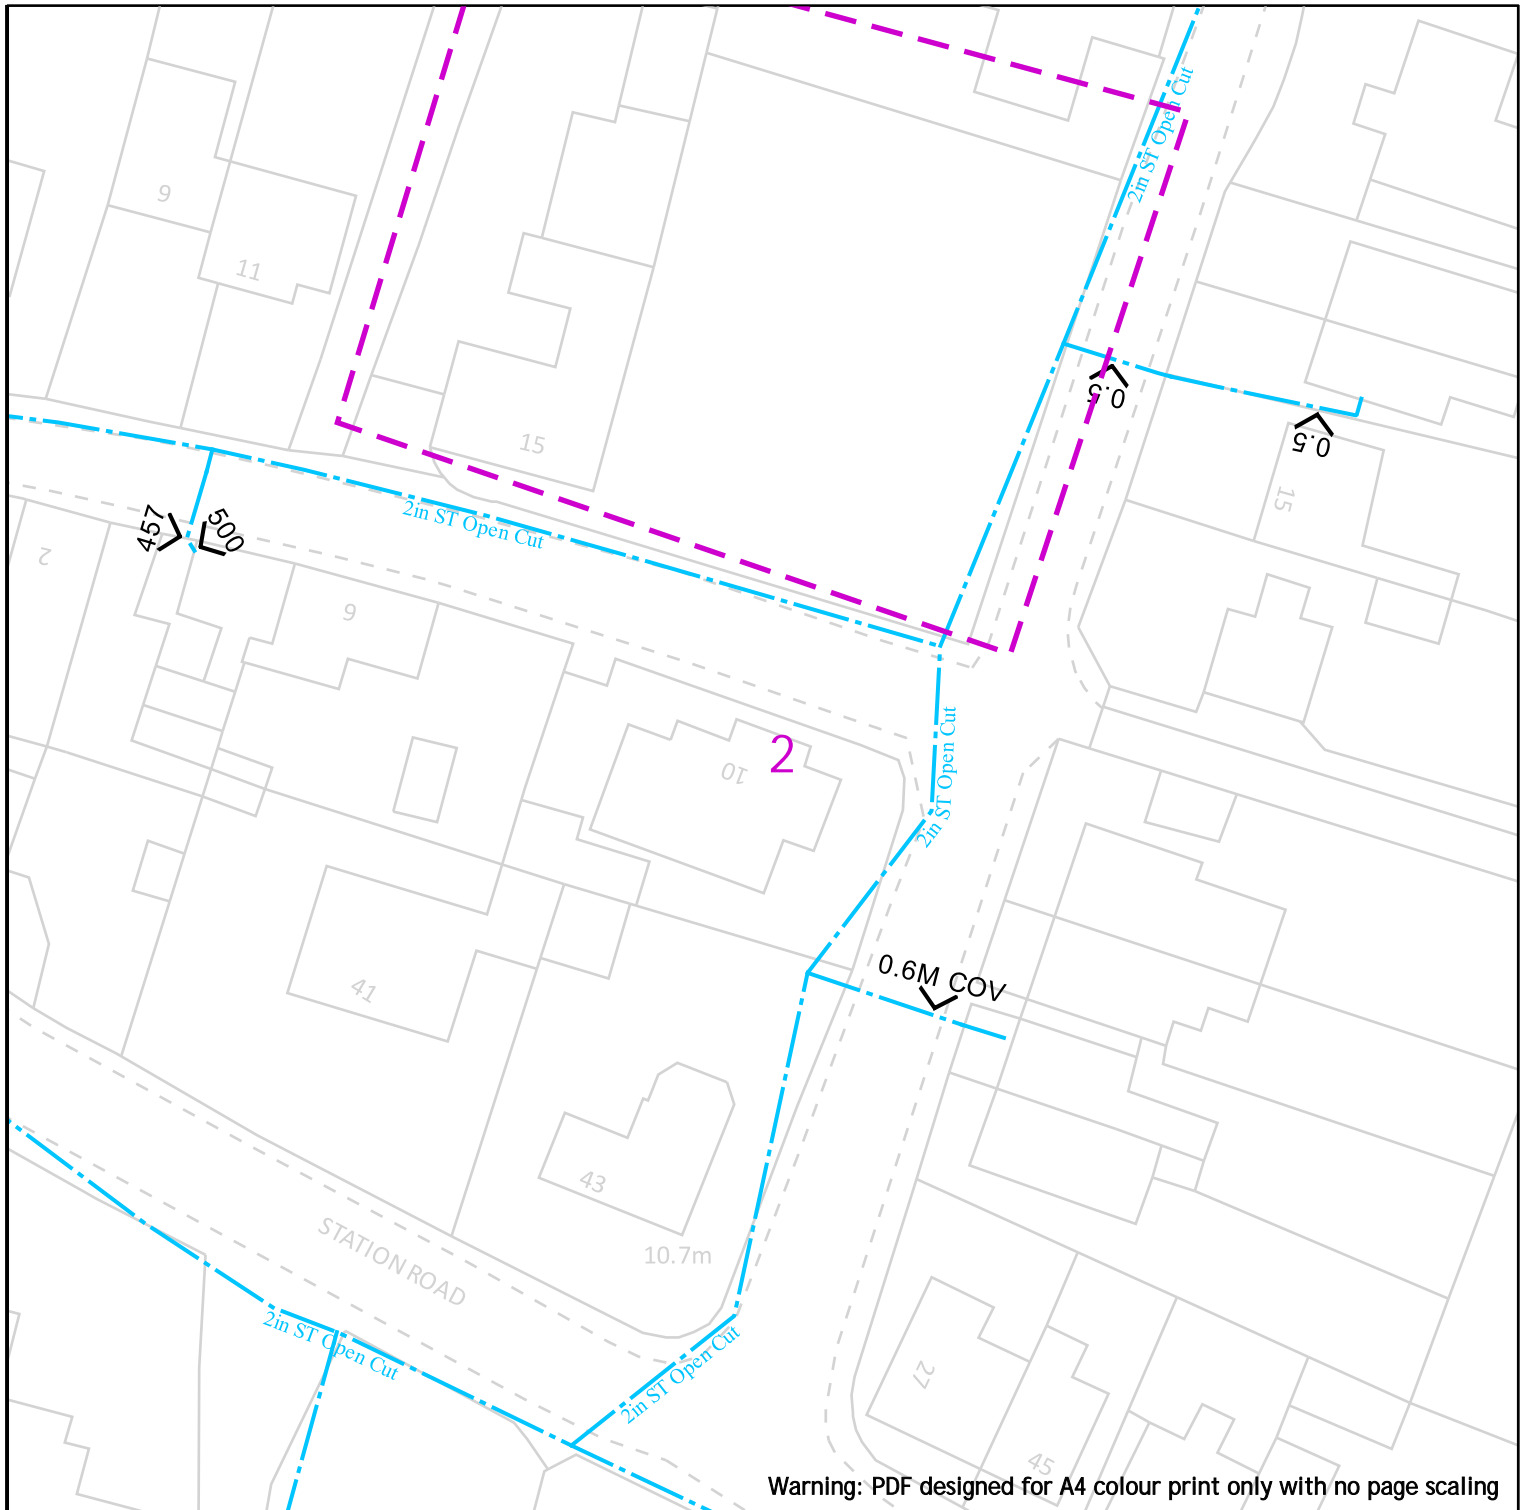 2in ST Open Cut
9
11
0.5
0.5
15
15
2in ST Open Cut
457
500
2
9
2in ST Open Cut
2
10
2in ST Open Cut
0.6M COV
41
43
10.7m
STATION ROAD
2in ST Open Cut
2in ST Open Cut
27
45
Warning: PDF designed for A4 colour print only with no page scaling